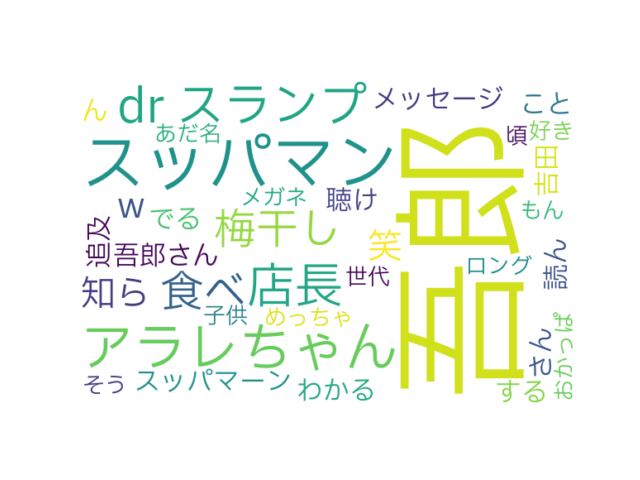 dr スランプ
メッセージ
こと
ん
あだ名
頃
好き
スッパマン
吾郎
吉田
メガネ
聴け
w
でる
梅干し
もん
追及
吾郎さん
笑
ロング
読ん
知ら
食べ
店長
世代
子供
めっちゃ
アラレちゃん
さん
おかっぱ
そう
スッパマーン
わかる
する